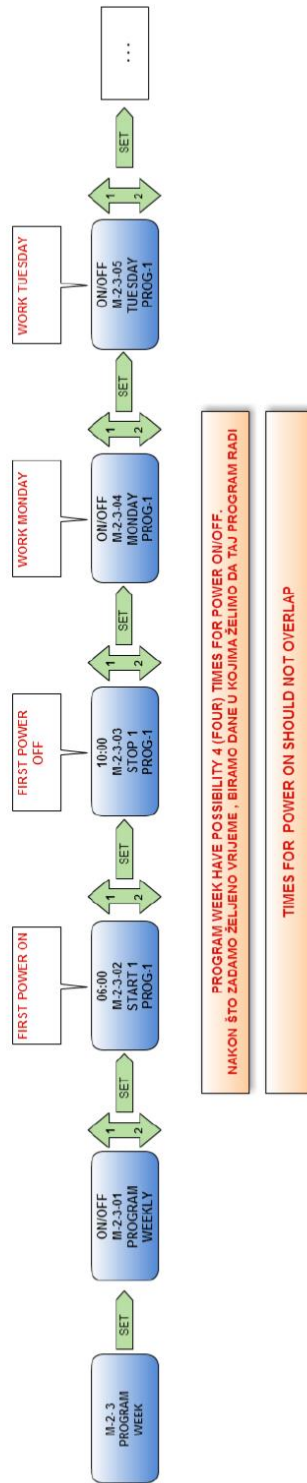 M-2-3
PROGRAM
WEEK
SET
ON/OFF
M-2-3-01
PROGRAM
WEEKLY
1
2
SET
FIRST POWER ON
06:00
M-2-3-02
START 1
PROG-1
1
2
SET
FIRST POWER
OFF
10:00
M-2-3-03
STOP 1
PROG-1
1
2
SET
WORK MONDAY
ON/OFF
M-2-3-04
MONDAY
PROG-1
1
2
SET
WORK TUESDAY
ON/OFF
M-2-3-05
TUESDAY
PROG-1
1
2
SET
...
PROGRAM WEEK HAVE POSSIBILITY 4 (FOUR) TIMES FOR POWER ON/OFF.
NAKON ŠTO ZADAMO ŽELJENO VRIJEME , BIRAMO DANE U KOJIMA ŽELIMO DA TAJ PROGRAM RADI
TIMES FOR POWER ON SHOULD NOT OVERLAP